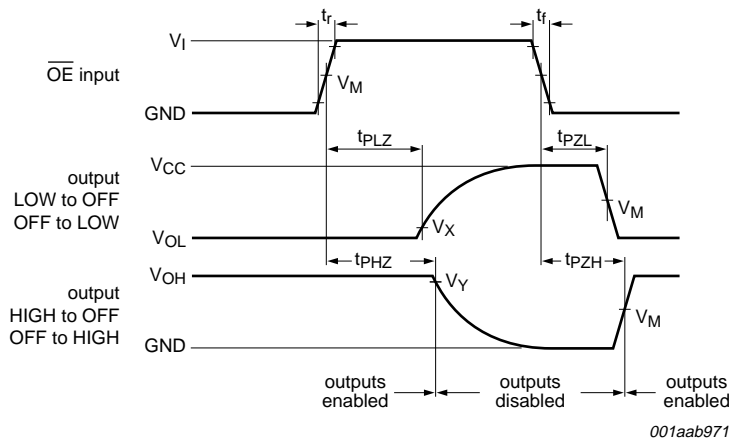 tr
tf
VI
OE input
VM
GND
tPLZ
tPZL
VCC
output
LOW to OFF
OFF to LOW
VM
VX
VOL
tPHZ
tPZH
VOH
VY
output
HIGH to OFF
OFF to HIGH
VM
GND
outputs
enabled
outputs
disabled
outputs
enabled
001aab971